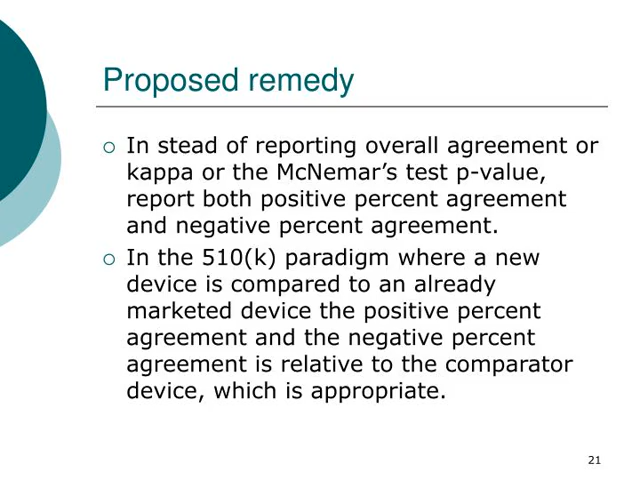 Proposed remedy
In stead of reporting overall agreement or
kappa or the McNemar’s test p-value,
report both positive percent agreement
and negative percent agreement.
In the 510(k) paradigm where a new
device is compared to an already
marketed device the positive percent
agreement and the negative percent
agreement is relative to the comparator
device, which is appropriate.
21